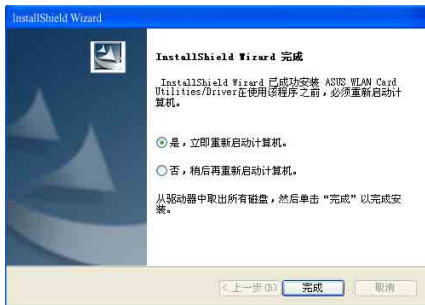 InstallShield Wizard
InstallShield Wizard 完成
InstallShield Wizard 已成功安装 ASUS WLAN Card
Utilities/Driver在使用该程序之前，必须重新启动计
算机。
是，立即重新启动计算机。
否，稍后再重新启动计算机。
从驱动器中取出所有磁盘，然后单击“完成”以完成安
装。
< 上一步(B)
完成
取消